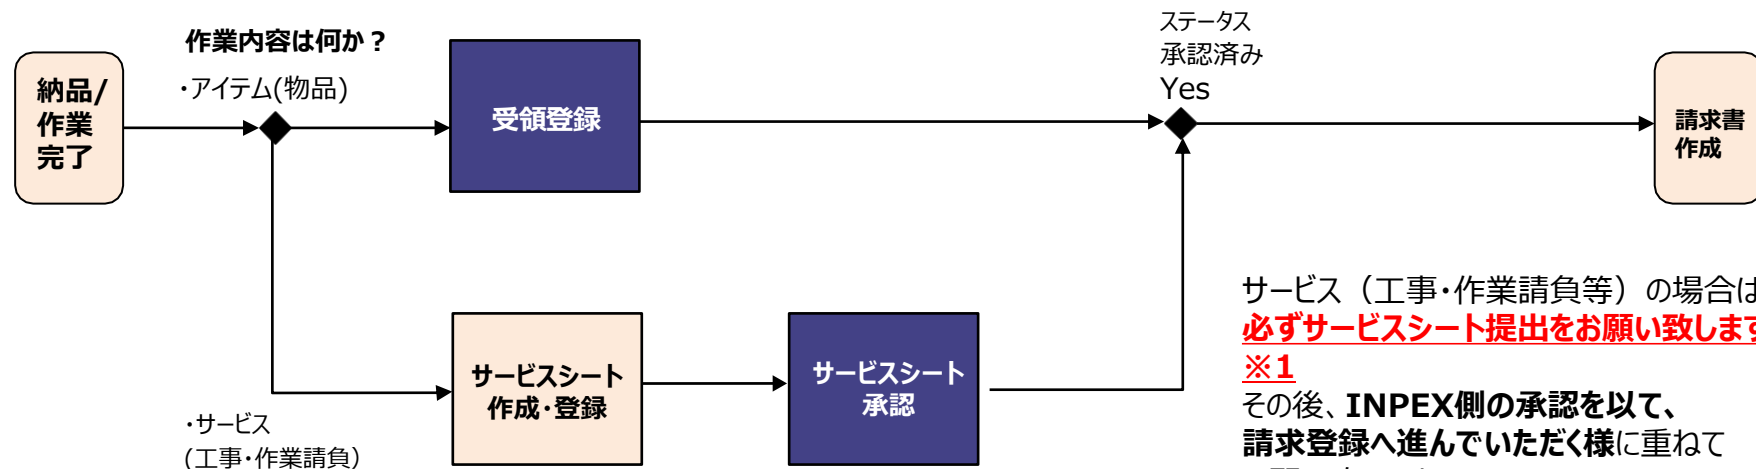 作業内容は何か？
・アイテム(物品)
納品/
作業
完了
受領登録
ステータス
承認済み
Yes
請求書
作成
サービスシート
作成・登録
サービスシート
承認
・サービス
(工事・作業請負）
サービス（工事・作業請負等）の場合は
必ずサービスシート提出をお願い致します
※1
その後、INPEX側の承認を以て、
請求登録へ進んでいただく様に重ねて